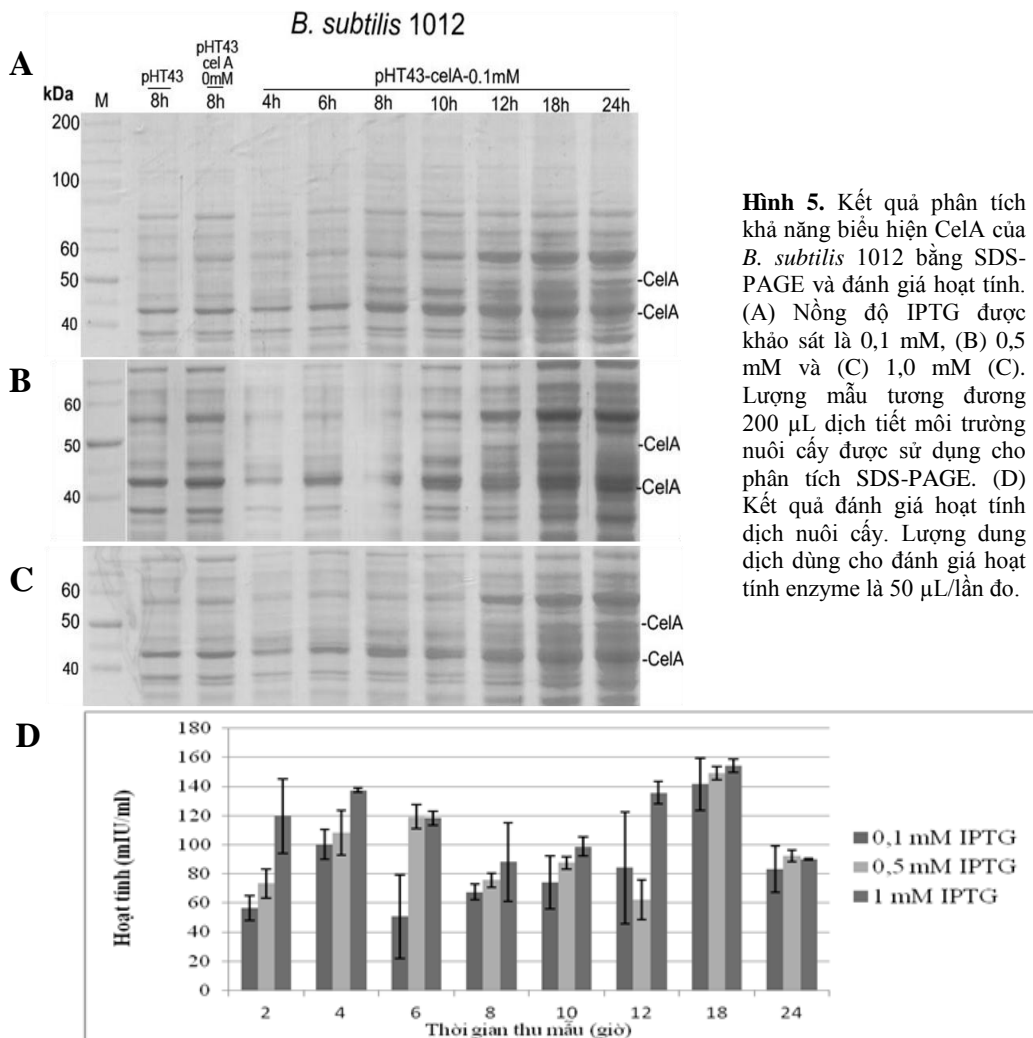 B. subtilis 1012
A
pHT43
pHT43
cel A
0mM
pHT43-celA-0.1mM
kDa
M
8h
8h
4h
6h
8h
10h
12h
18h
24h
200
100
60
50
40
-CelA
-CelA
B
60
50
40
-CelA
-CelA
C
60
50
40
-CelA
-CelA
Hình 5. Kết quả phân tích
khả năng biểu hiện CelA của
B. subtilis 1012 bằng SDS-
PAGE và đánh giá hoạt tính.
(A) Nồng độ IPTG được
khảo sát là 0,1 mM, (B) 0,5
mM và (C) 1,0 mM (C).
Lượng mẫu tương đương
200 µL dịch tiết môi trường
nuôi cấy được sử dụng cho
phân tích SDS-PAGE. (D)
Kết quả đánh giá hoạt tính
dịch nuôi cấy. Lượng dung
dịch dùng cho đánh giá hoạt
tính enzyme là 50 µL/lần đo.
D
Hoạt tính (mIU/ml)
180
160
140
120
100
80
60
40
20
0
2
4
6
8
10
12
18
24
Thời gian thu mẫu (giờ)
0,1 mM IPTG
0,5 mM IPTG
1 mM IPTG